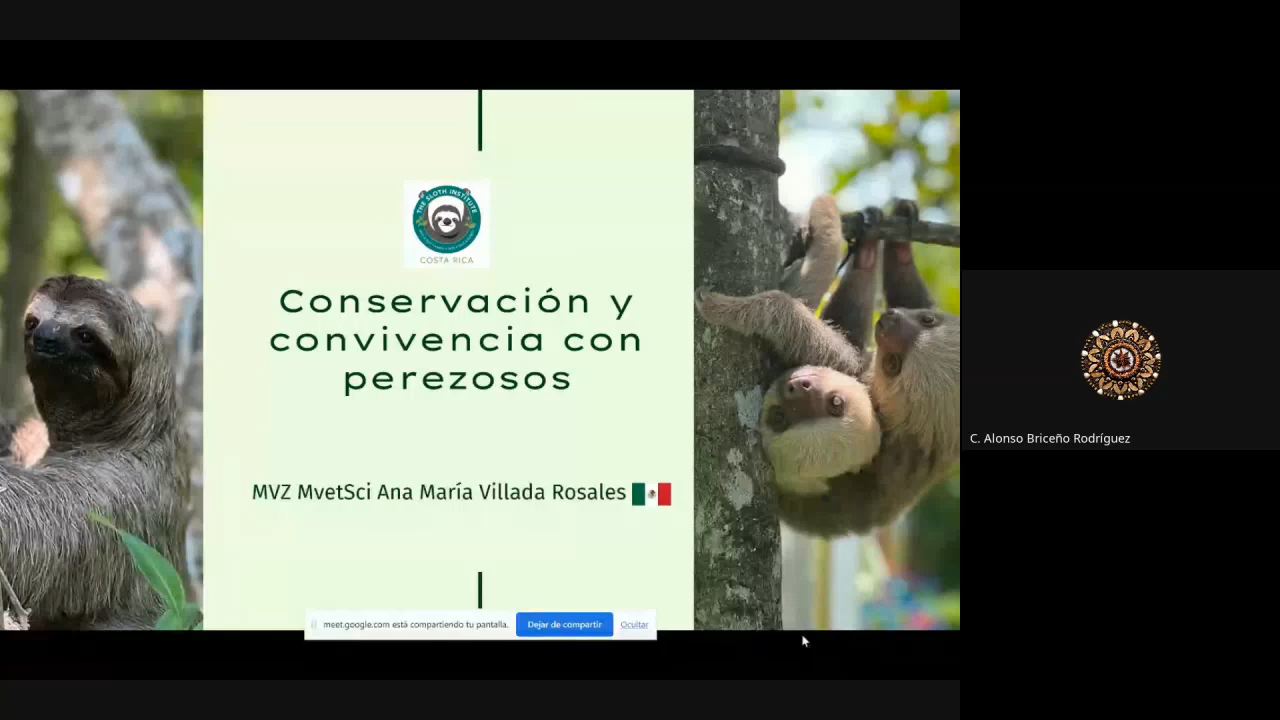 THE SLOTH INSTITUTE
COSTA RICA
Conservación y
convivencia con
perezosos
MVZ MvetSci Ana María Villada Rosales
meet.google.com está compartiendo tu pantalla.
Dejar de compartir
Ocultar
C. Alonso Briceño Rodríguez